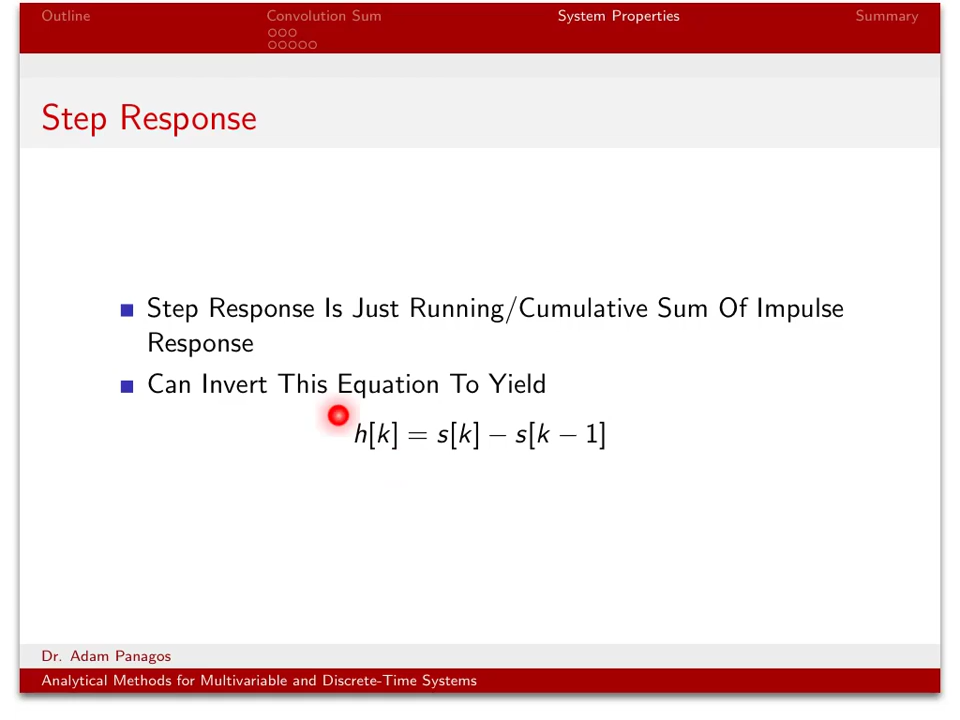 Outline
Convolution Sum
System Properties
Summary
Step Response
Step Response Is Just Running/Cumulative Sum Of Impulse
Response
Can Invert This Equation To Yield
h[k] = s[k] − s[k − 1]
Dr. Adam Panagos
Analytical Methods for Multivariable and Discrete-Time Systems